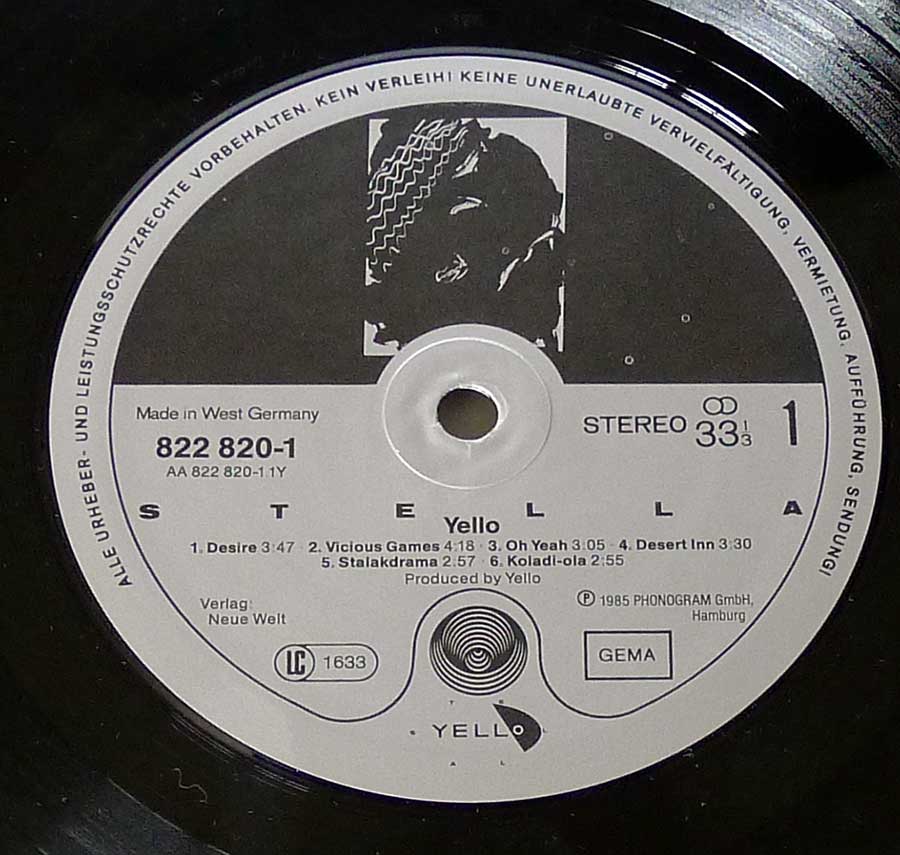 ALLE URHEBER- UND LEISTUNGSSCHUTZRECHTE VORBEHALTEN. KEIN VERLEIH! KEINE UNERLAUBTE VERVIELFÄLTIGUNG, VERMIETUNG, AUFFÜHRUNG, SENDUNG!
Made in West Germany
822 820-1
AA 822 820-1.1Y
STEREO 33 1/3
1
S T E L L A
Yello
1. Desire 3:47 · 2. Vicious Games 4:18 · 3. Oh Yeah 3:05 · 4. Desert Inn 3:30
5. Stalakdrama 2:57 · 6. Koladi-ola 2:55
Produced by Yello
Verlag:
Neue Welt
℗ 1985 PHONOGRAM GmbH,
Hamburg
LC 1633
GEMA
YELLO